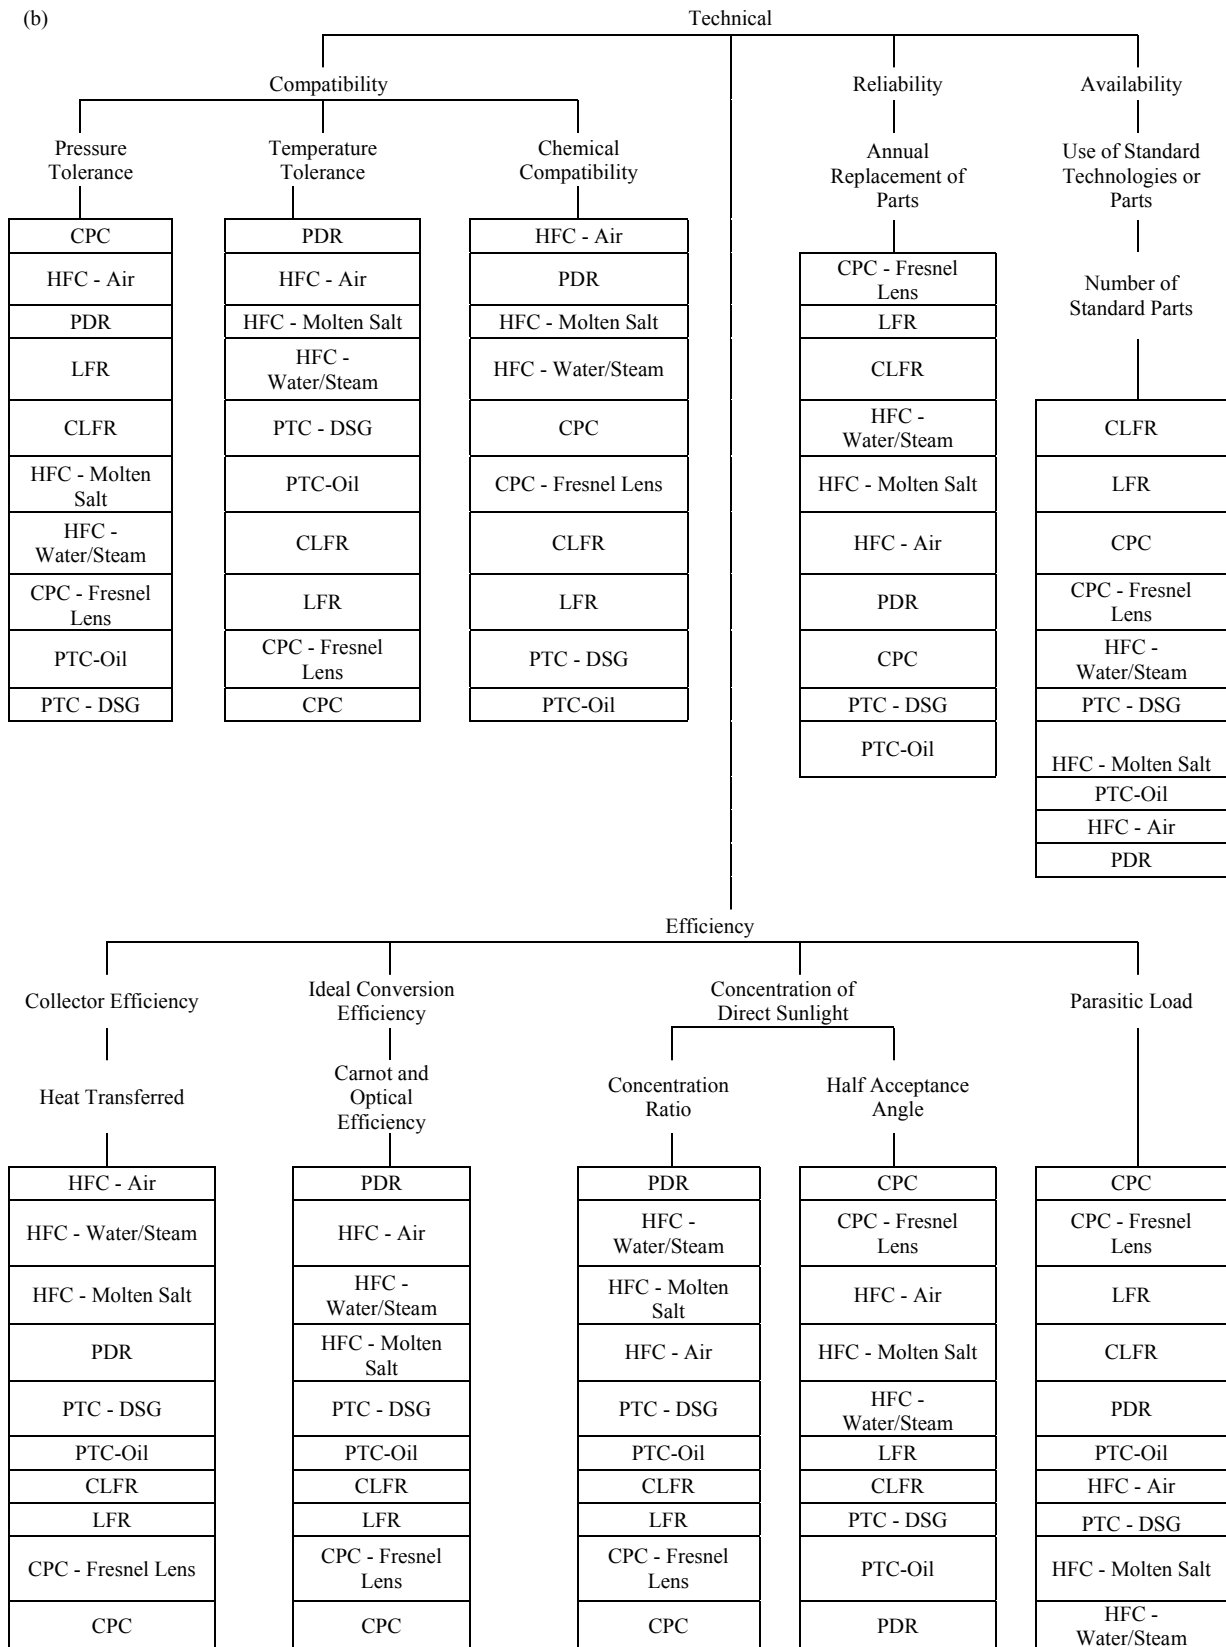 (b)
Technical
Compatibility
Reliability
Availability
Pressure
Tolerance
Temperature
Tolerance
Chemical
Compatibility
Annual
Replacement of
Parts
Use of Standard
Technologies or
Parts
Number of
Standard Parts
CPC
HFC - Air
PDR
LFR
CLFR
HFC - Molten
Salt
HFC -
Water/Steam
CPC - Fresnel
Lens
PTC-Oil
PTC - DSG
PDR
HFC - Air
HFC - Molten Salt
HFC -
Water/Steam
PTC - DSG
PTC-Oil
CLFR
LFR
CPC - Fresnel
Lens
CPC
HFC - Air
PDR
HFC - Molten Salt
HFC - Water/Steam
CPC
CPC - Fresnel Lens
CLFR
LFR
PTC - DSG
PTC-Oil
CPC - Fresnel
Lens
LFR
CLFR
HFC -
Water/Steam
HFC - Molten Salt
HFC - Air
PDR
CPC
PTC - DSG
PTC-Oil
CLFR
LFR
CPC
CPC - Fresnel
Lens
HFC -
Water/Steam
PTC - DSG
HFC - Molten Salt
PTC-Oil
HFC - Air
PDR
Efficiency
Collector Efficiency
Ideal Conversion
Efficiency
Concentration of
Direct Sunlight
Parasitic Load
Heat Transferred
Carnot and
Optical
Efficiency
Concentration
Ratio
Half Acceptance
Angle
HFC - Air
HFC - Water/Steam
HFC - Molten Salt
PDR
PTC - DSG
PTC-Oil
CLFR
LFR
CPC - Fresnel Lens
CPC
PDR
HFC - Air
HFC -
Water/Steam
HFC - Molten
Salt
PTC - DSG
PTC-Oil
CLFR
LFR
CPC - Fresnel
Lens
CPC
PDR
HFC -
Water/Steam
HFC - Molten
Salt
HFC - Air
PTC - DSG
PTC-Oil
CLFR
LFR
CPC - Fresnel
Lens
CPC
CPC
CPC - Fresnel
Lens
HFC - Air
HFC - Molten Salt
HFC -
Water/Steam
LFR
CLFR
PTC - DSG
PTC-Oil
PDR
CPC
CPC - Fresnel
Lens
LFR
CLFR
PDR
PTC-Oil
HFC - Air
PTC - DSG
HFC - Molten Salt
HFC -
Water/Steam